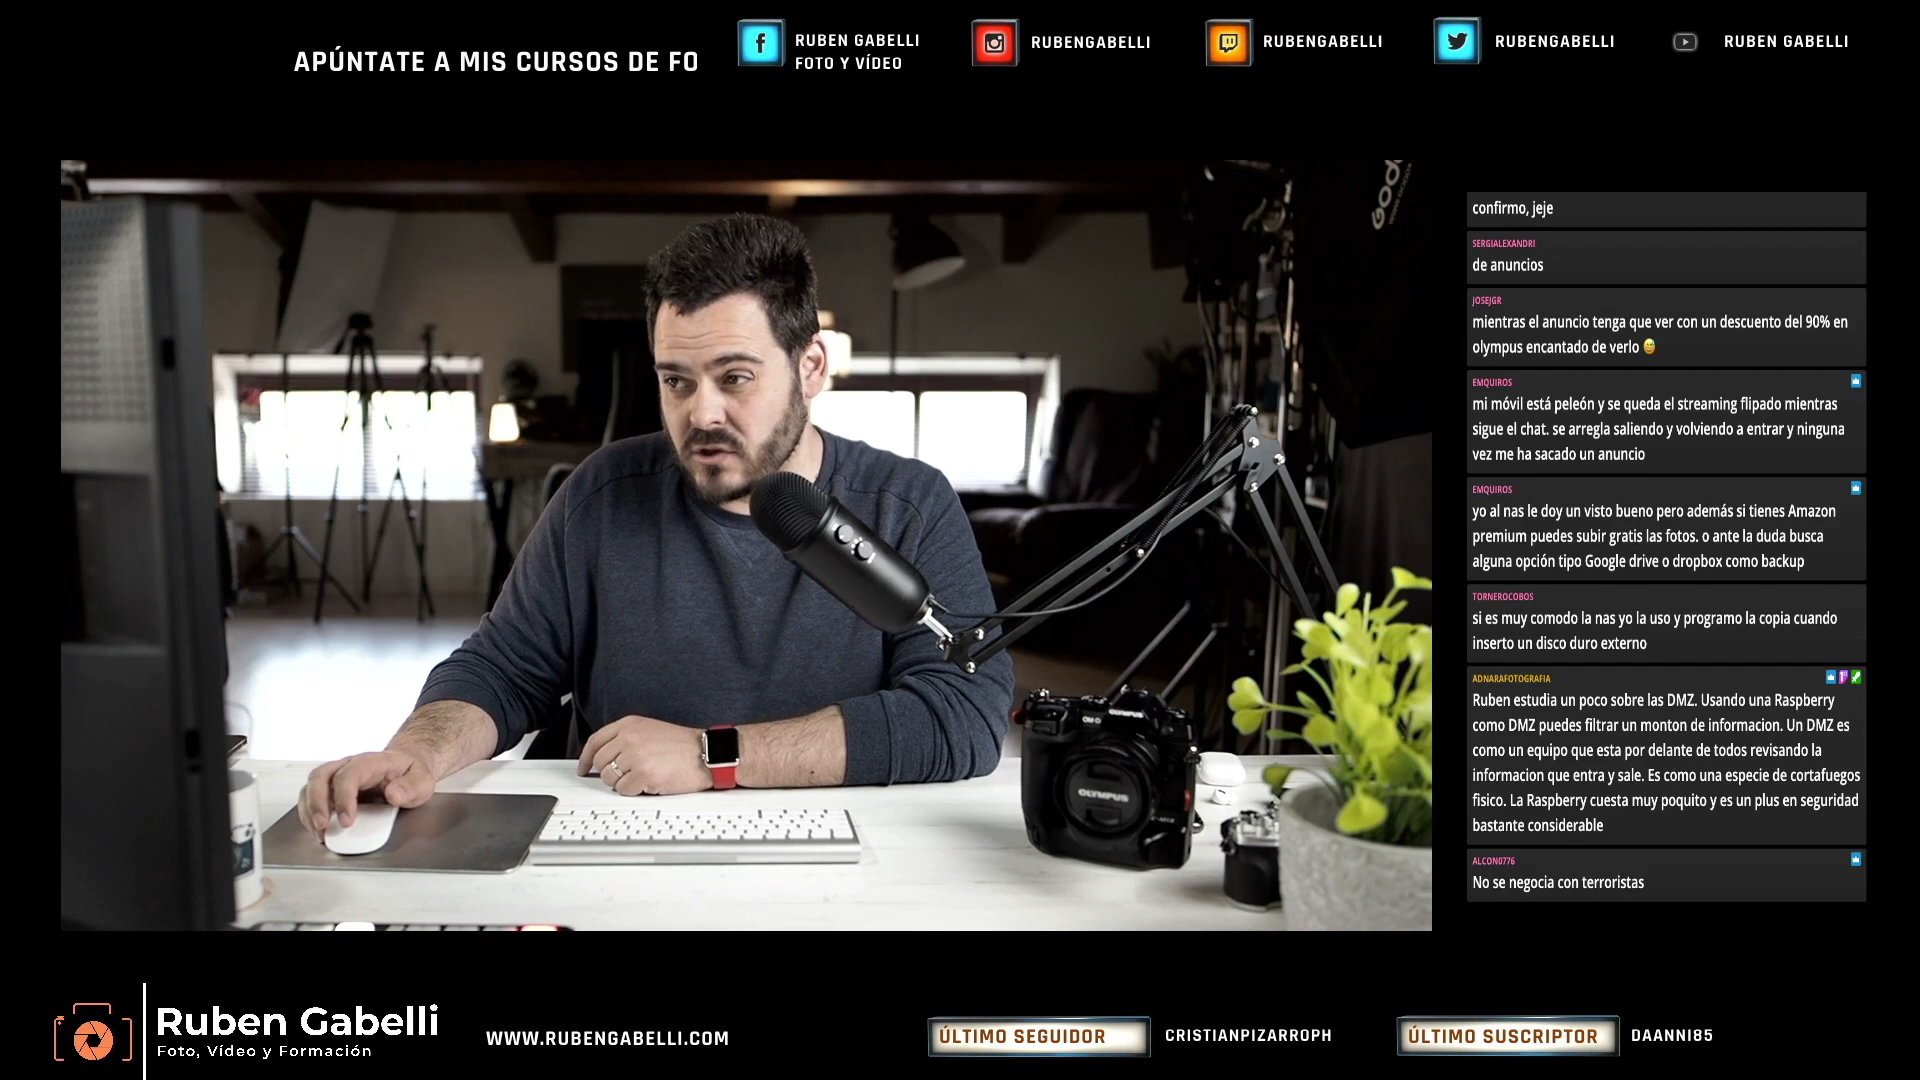 APÚNTATE A MIS CURSOS DE FO
RUBEN GABELLI
FOTO Y VÍDEO
RUBENGABELLI
RUBENGABELLI
RUBENGABELLI
RUBEN GABELLI
GOD
confirmo, jeje
SERGIALEXANDRI
de anuncios
JOSEJGR
mientras el anuncio tenga que ver con un descuento del 90% en
olympus encantado de verlo 😅
EMQUIROS
mi móvil está peleón y se queda el streaming flipado mientras
sigue el chat. se arregla saliendo y volviendo a entrar y ninguna
vez me ha sacado un anuncio
EMQUIROS
yo al nas le doy un visto bueno pero además si tienes Amazon
premium puedes subir gratis las fotos. o ante la duda busca
alguna opción tipo Google drive o dropbox como backup
TORNEROCOBOS
si es muy comodo la nas yo la uso y programo la copia cuando
inserto un disco duro externo
ADNARAFOTOGRAFIA
Ruben estudia un poco sobre las DMZ. Usando una Raspberry
como DMZ puedes filtrar un monton de informacion. Un DMZ es
como un equipo que esta por delante de todos revisando la
informacion que entra y sale. Es como una especie de cortafuegos
fisico. La Raspberry cuesta muy poquito y es un plus en seguridad
bastante considerable
ALCON0776
No se negocia con terroristas
OLYMPUS
OM-D
OLYMPUS
Ruben Gabelli
Foto, Vídeo y Formación
WWW.RUBENGABELLI.COM
ÚLTIMO SEGUIDOR
CRISTIANPIZARROPH
ÚLTIMO SUSCRIPTOR
DAANNI85